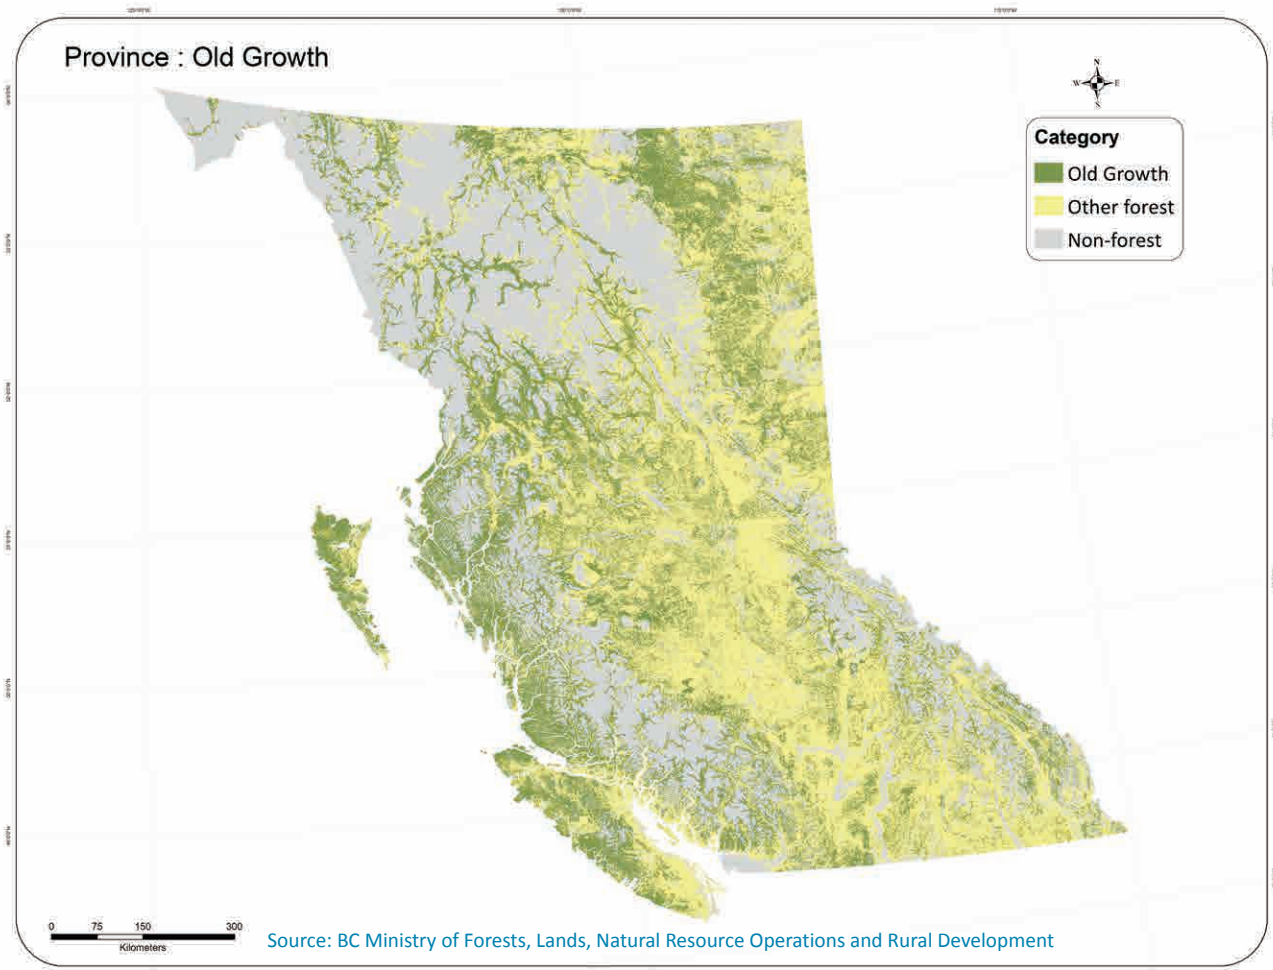 Province : Old Growth
N
W E
S
Category
Old Growth
Other forest
Non-forest
0 75 150 300
Kilometers
Source: BC Ministry of Forests, Lands, Natural Resource Operations and Rural Development